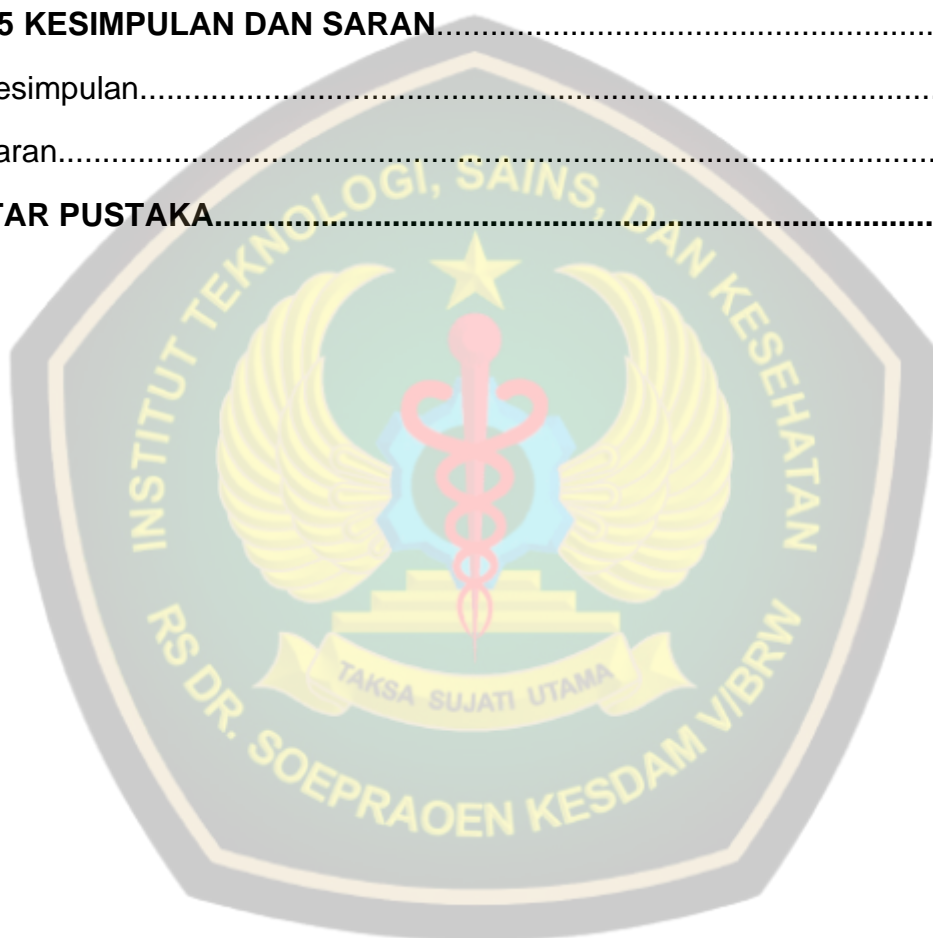 5 KESIMPULAN DAN SARAN..........................................................
esimpulan..........................................................................................
aran...................................................................................................
TAR PUSTAKA...................................................................................
INSTITUT TEKNOLOGI, SAINS, DAN KESEHATAN
TAKSA SUJATI UTAMA
RS DR. SOEPRAOEN KESDAM V/BRW